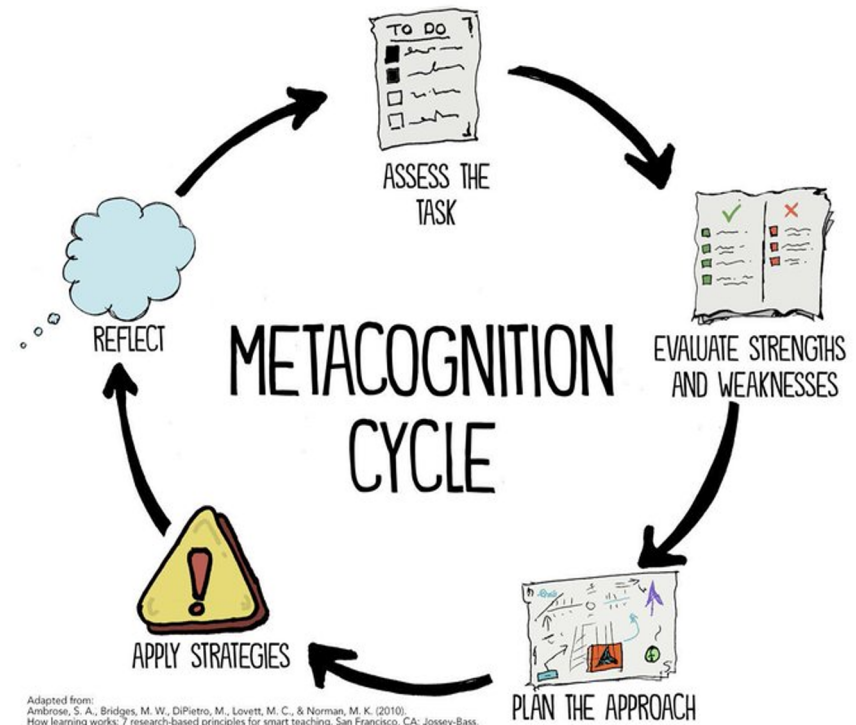 TO DO
ASSESS THE
TASK
EVALUATE STRENGTHS
AND WEAKNESSES
PLAN THE APPROACH
APPLY STRATEGIES
REFLECT
METACOGNITION
CYCLE
Adapted from:
Ambrose, S. A., Bridges, M. W., DiPietro, M., Lovett, M. C., & Norman, M. K. (2010).
How learning works: 7 research-based principles for smart teaching. San Francisco, CA: Jossey-Bass.